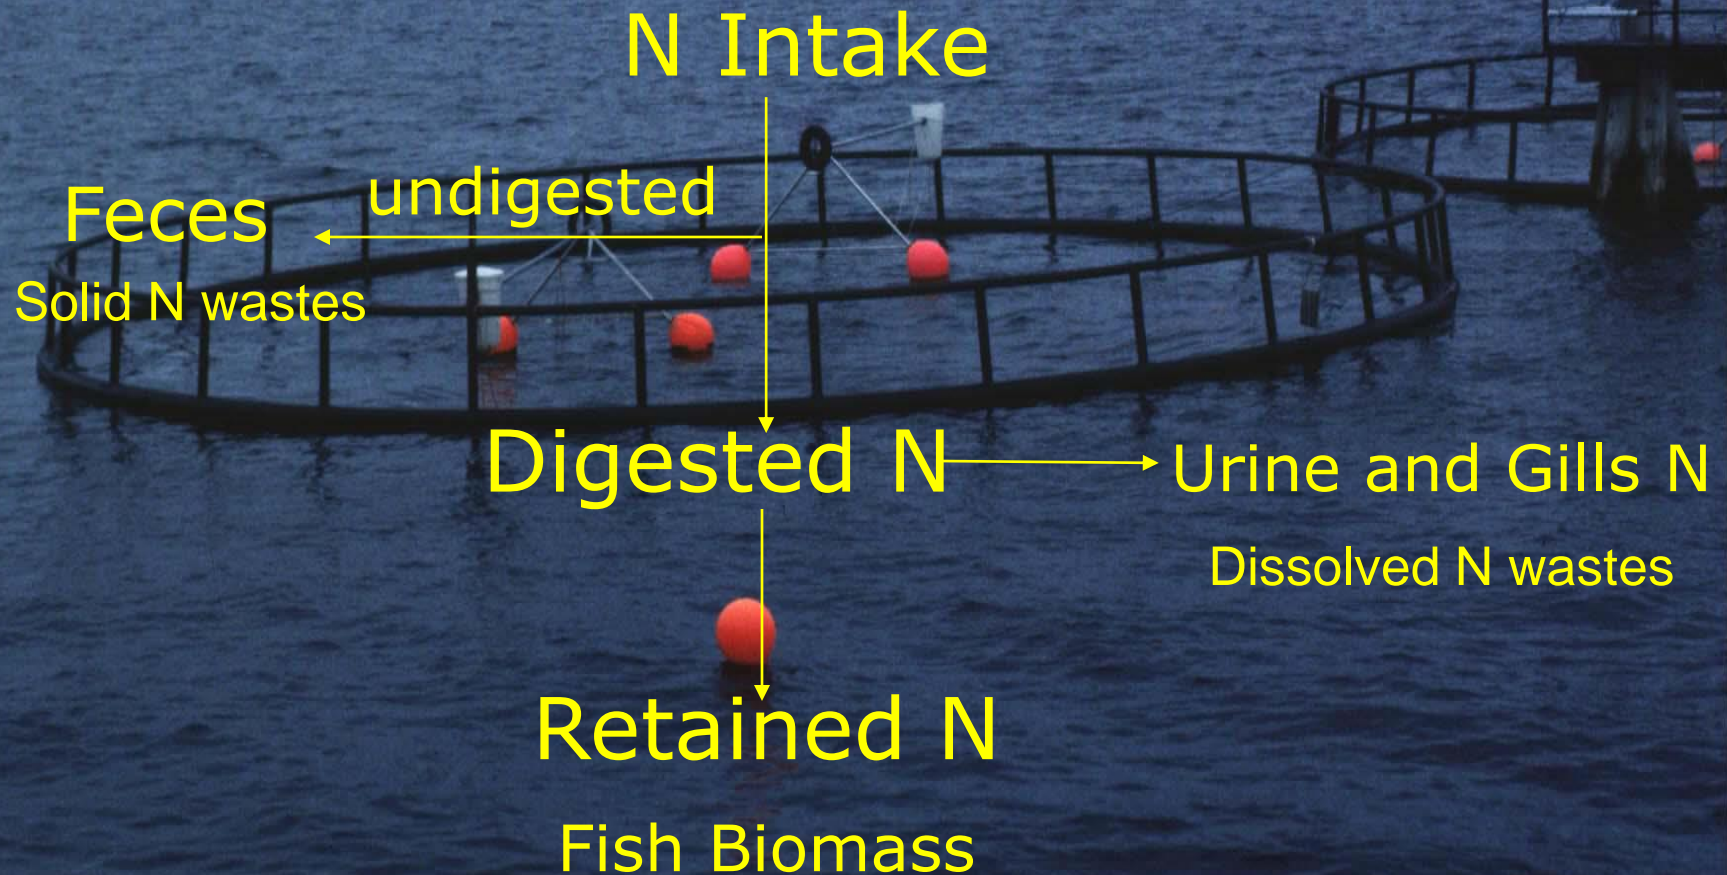 N Intake
undigested
Feces
Solid N wastes
Digested N
Urine and Gills N
Dissolved N wastes
Retained N
Fish Biomass